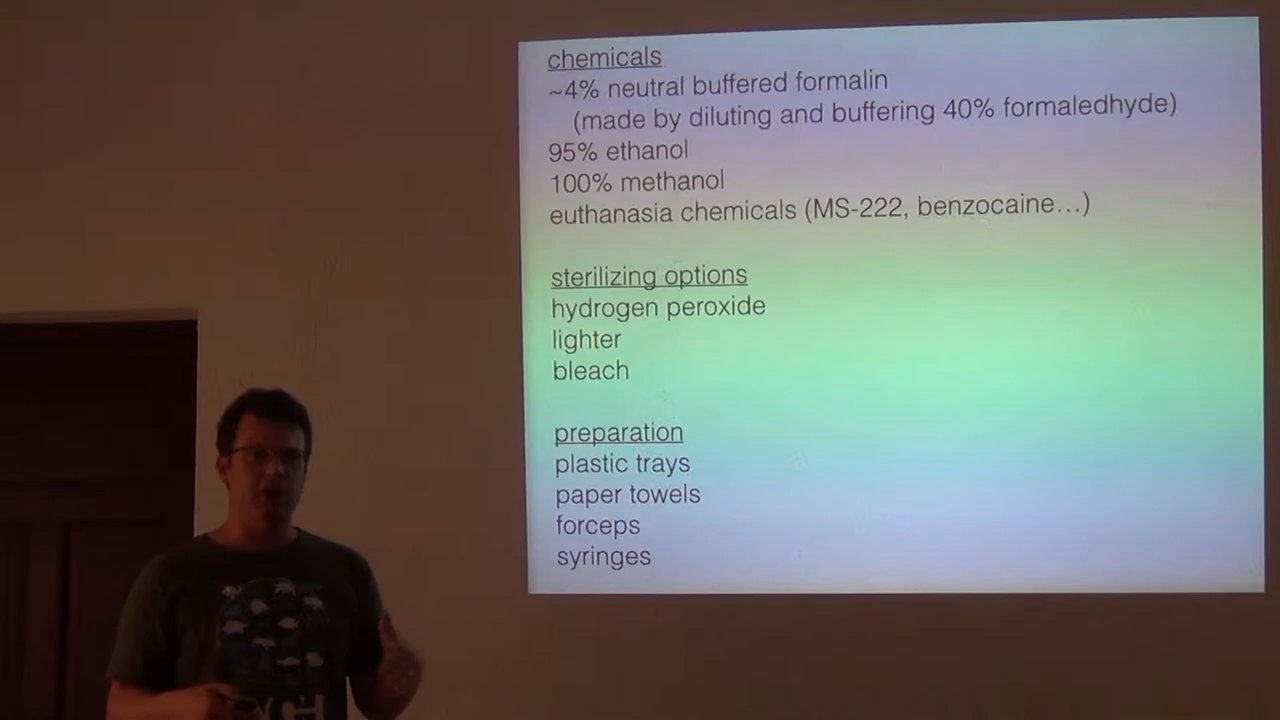 chemicals
~4% neutral buffered formalin
(made by diluting and buffering 40% formaledhyde)
95% ethanol
100% methanol
euthanasia chemicals (MS-222, benzocaine…)
sterilizing options
hydrogen peroxide
lighter
bleach
preparation
plastic trays
paper towels
forceps
syringes